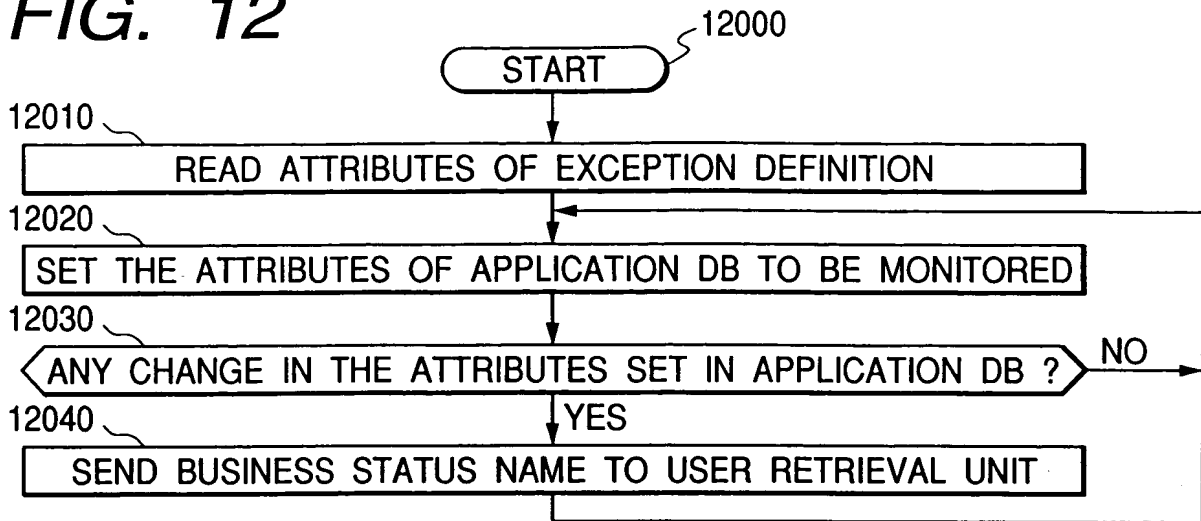 FIG. 12
12000
START
12010
READ ATTRIBUTES OF EXCEPTION DEFINITION
12020
SET THE ATTRIBUTES OF APPLICATION DB TO BE MONITORED
12030
ANY CHANGE IN THE ATTRIBUTES SET IN APPLICATION DB ?
NO
YES
12040
SEND BUSINESS STATUS NAME TO USER RETRIEVAL UNIT